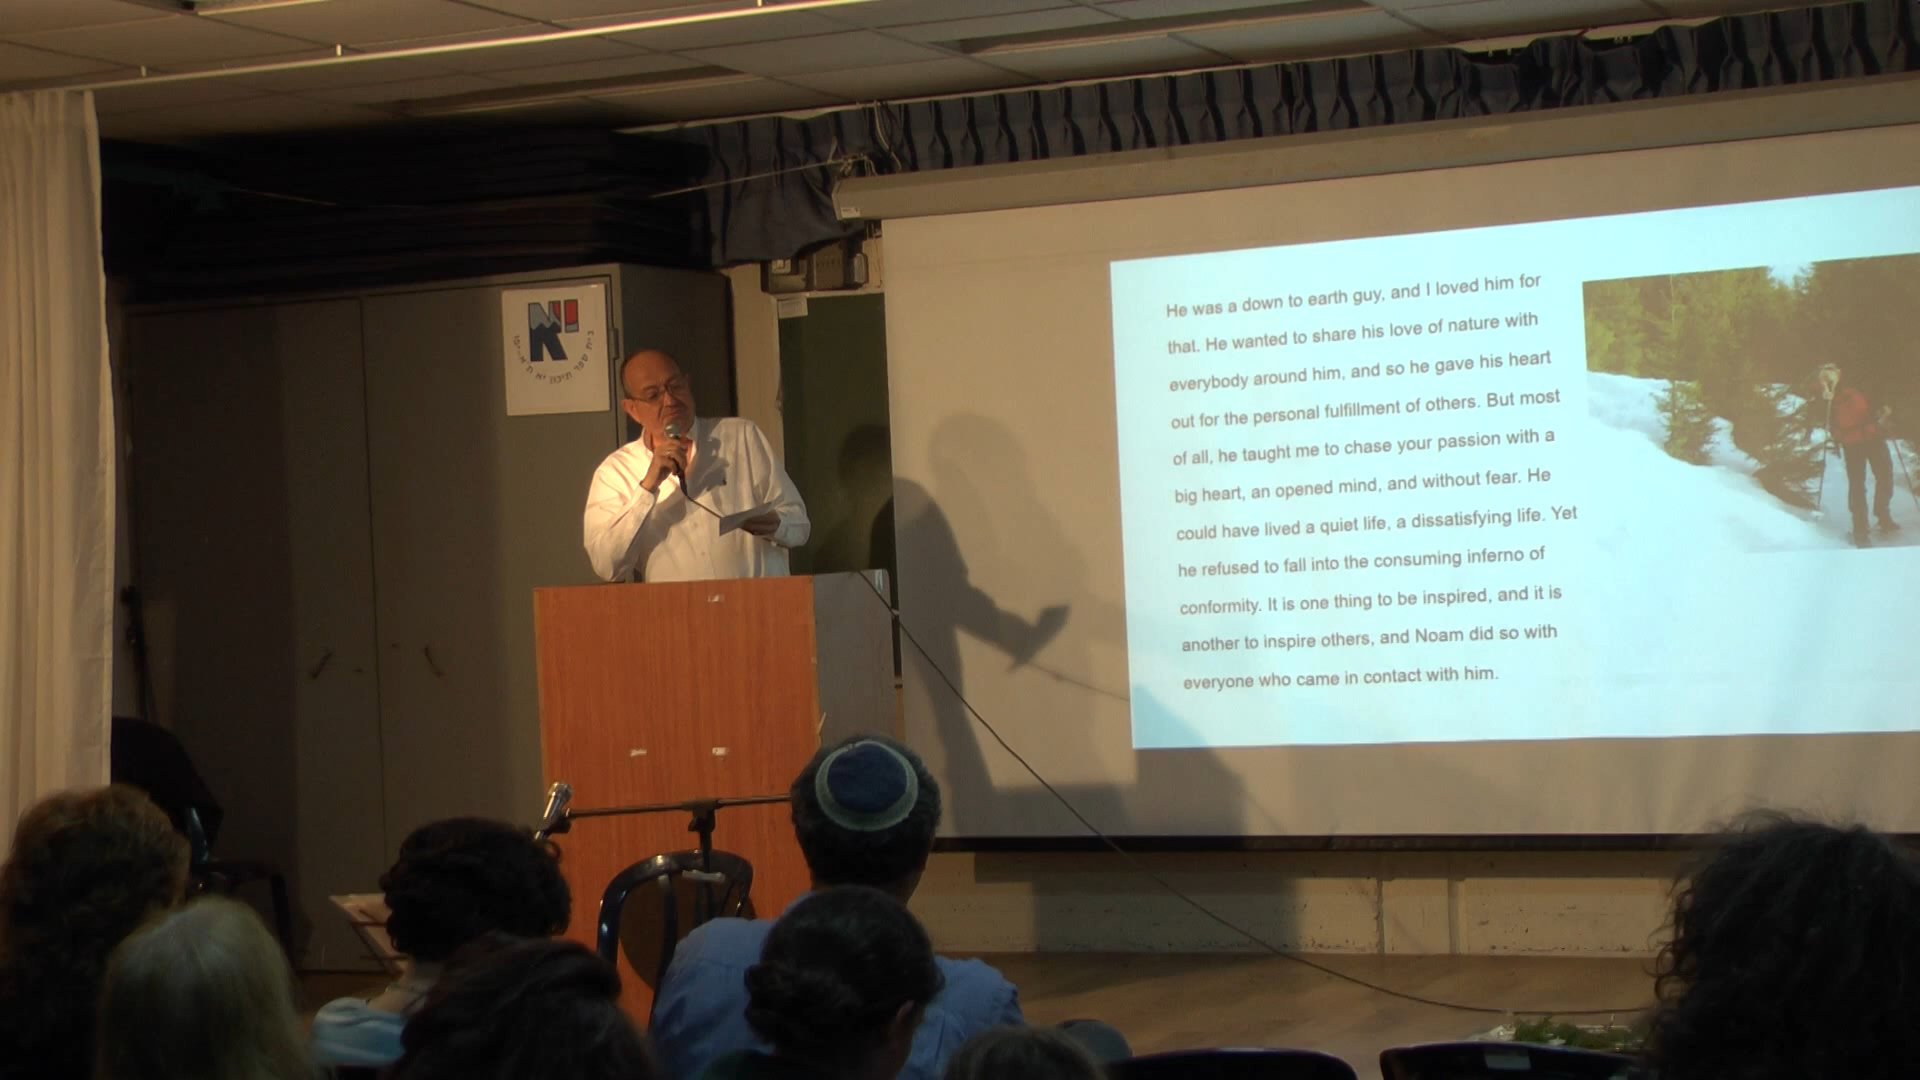 He was a down to earth guy, and I loved him for
that. He wanted to share his love of nature with
everybody around him, and so he gave his heart
out for the personal fulfillment of others. But most
of all, he taught me to chase your passion with a
big heart, an opened mind, and without fear. He
could have lived a quiet life, a dissatisfying life. Yet
he refused to fall into the consuming inferno of
conformity. It is one thing to be inspired, and it is
another to inspire others, and Noam did so with
everyone who came in contact with him.
בית ספר תיכון